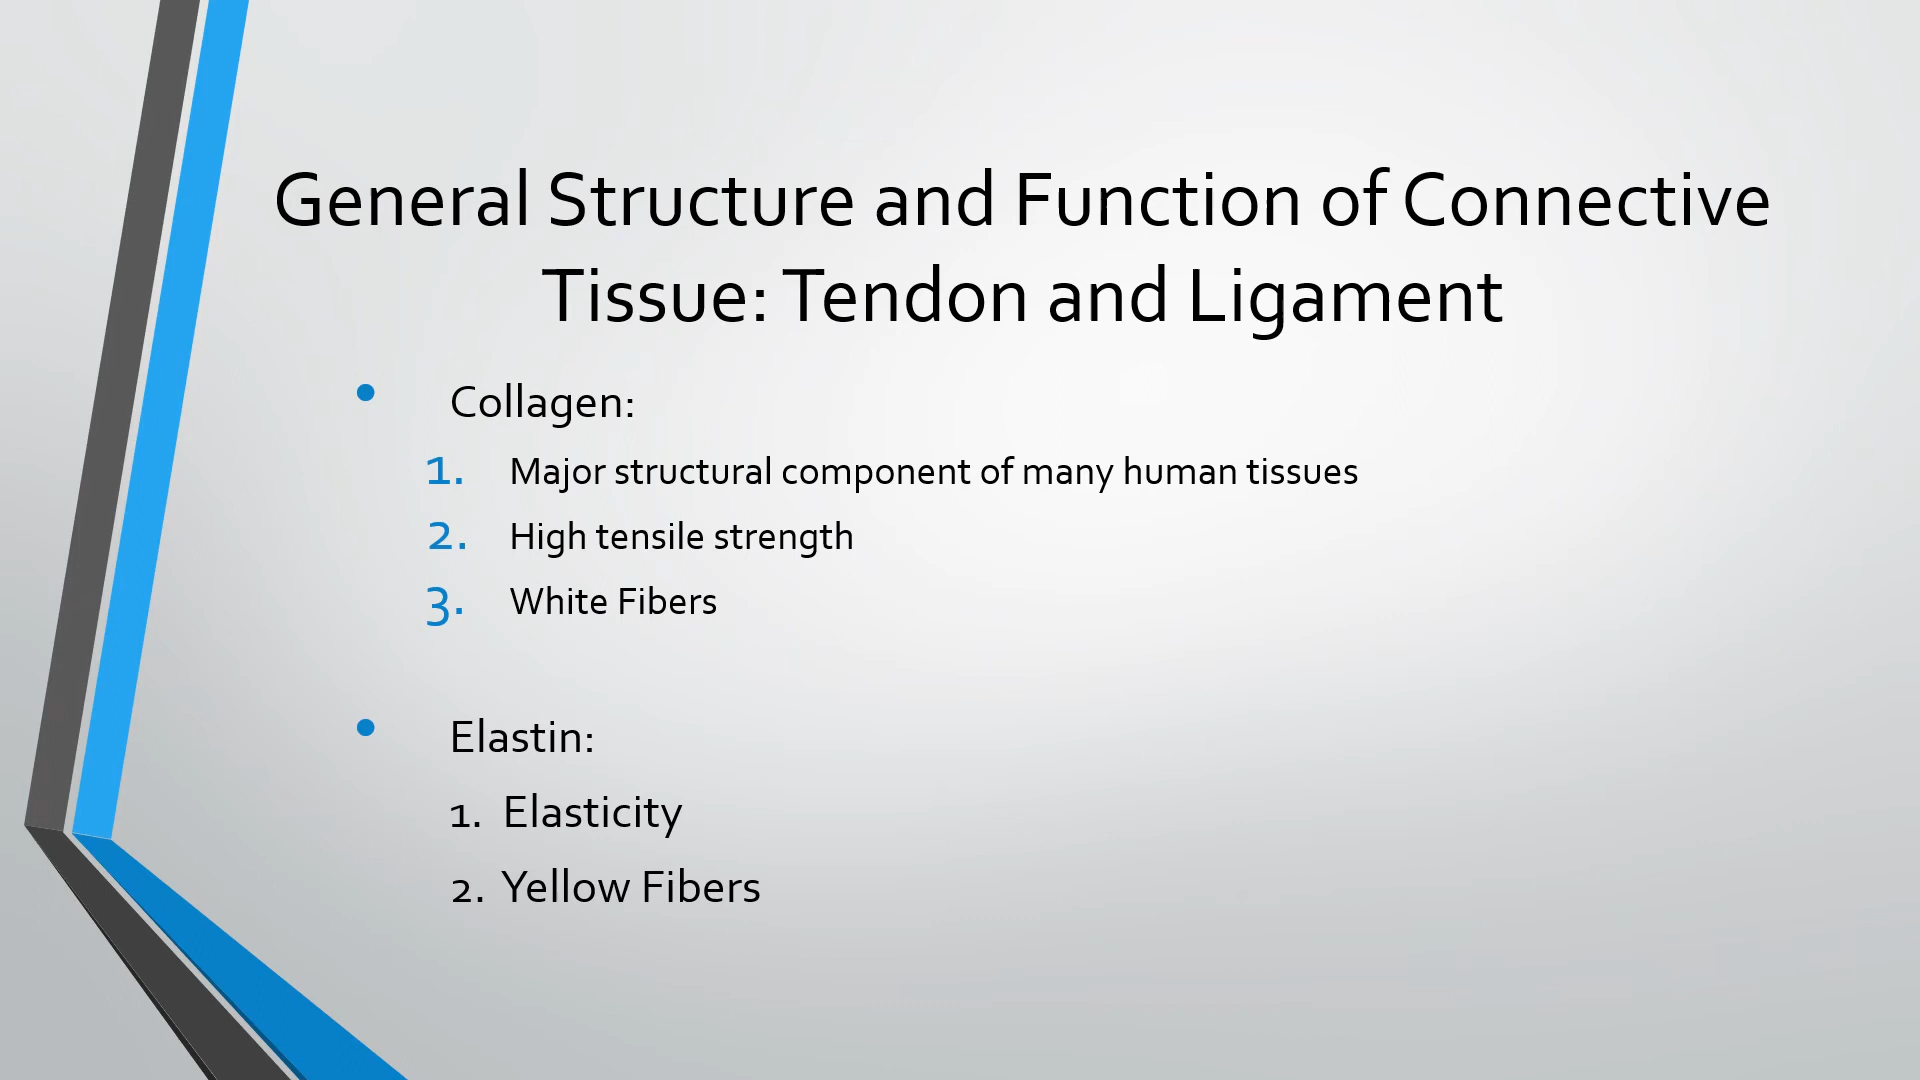 General Structure and Function of Connective
Tissue: Tendon and Ligament
• Collagen:
1. Major structural component of many human tissues
2. High tensile strength
3. White Fibers
• Elastin:
1. Elasticity
2. Yellow Fibers